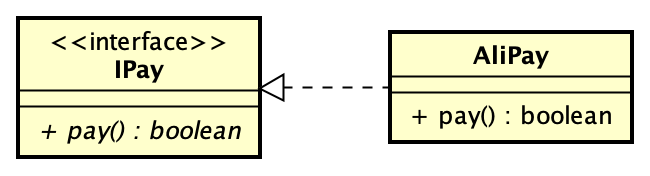 <<interface>>
IPay
+ pay() : boolean
AliPay
+ pay() : boolean